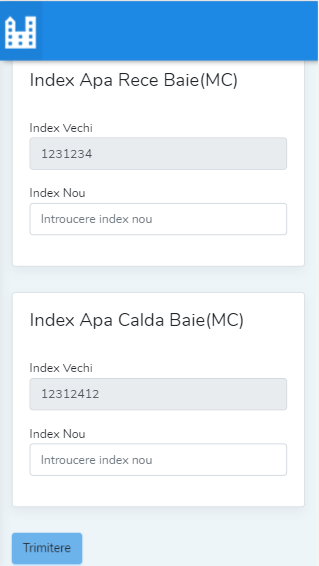 Index Apa Rece Baie(MC)
Index Vechi
1231234
Index Nou
Introucere index nou
Index Apa Calda Baie(MC)
Index Vechi
12312412
Index Nou
Introucere index nou
Trimitere